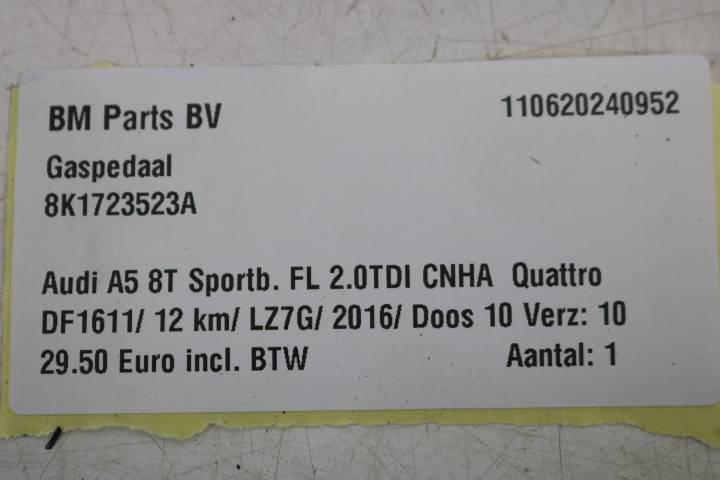 BM Parts BV 110620240952
Gaspedaal
8K1723523A
Audi A5 8T Sportb. FL 2.0TDI CNHA Quattro
DF1611/ 12 km/ LZ7G/ 2016/ Doos 10 Verz: 10
29.50 Euro incl. BTW Aantal: 1